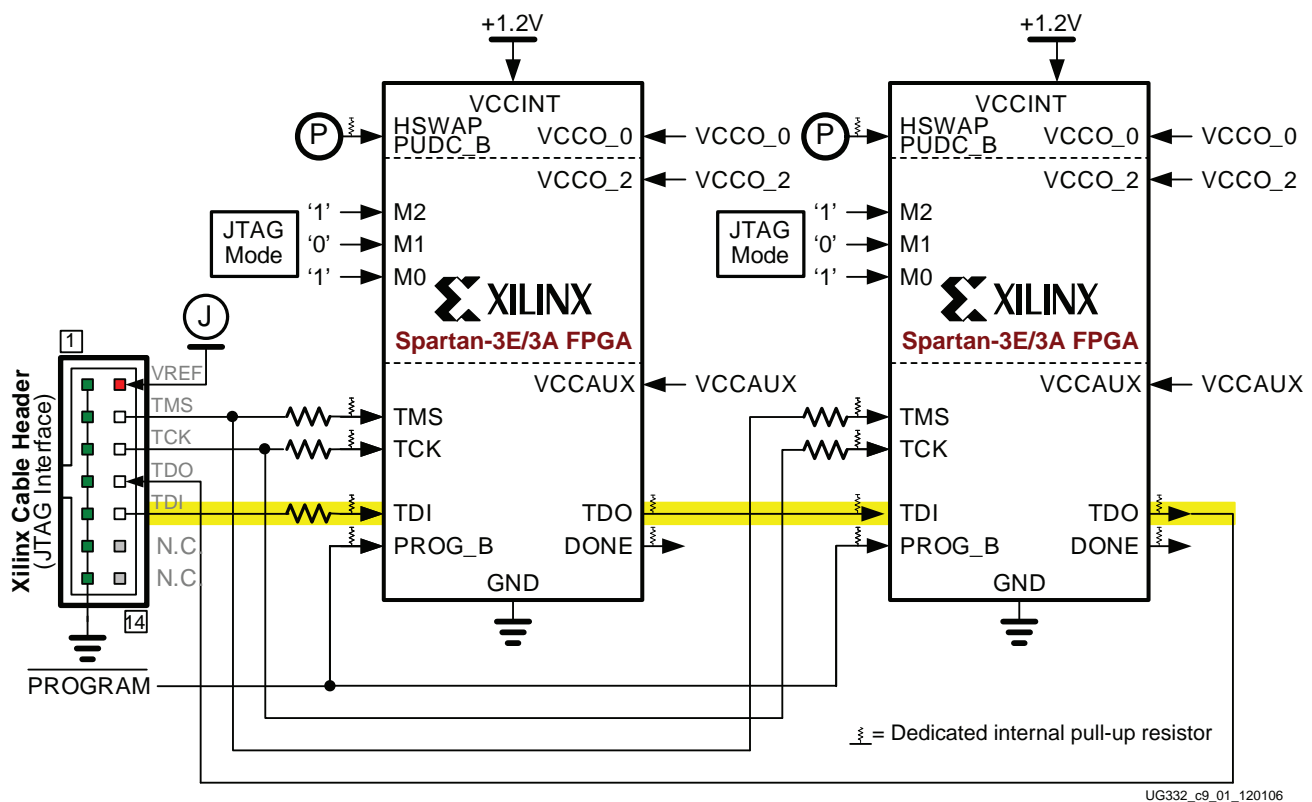 +1.2V
+1.2V
VCCINT
VCCINT
P
HSWAP
PUDC_B
VCCO_0
VCCO_0
P
HSWAP
PUDC_B
VCCO_0
VCCO_0
VCCO_2
VCCO_2
VCCO_2
VCCO_2
JTAG
Mode
‘1’
M2
‘0’
M1
‘1’
M0
JTAG
Mode
‘1’
M2
‘0’
M1
‘1’
M0
XILINX
XILINX
Spartan-3E/3A FPGA
Spartan-3E/3A FPGA
J
1
Xilinx Cable Header
(JTAG Interface)
VREF
TMS
TCK
TDO
TDI
N.C.
N.C.
14
VCCAUX
VCCAUX
VCCAUX
VCCAUX
TMS
TCK
TDI
TDO
PROG_B
DONE
GND
TMS
TCK
TDI
TDO
PROG_B
DONE
GND
PROGRAM
= Dedicated internal pull-up resistor
UG332_c9_01_120106